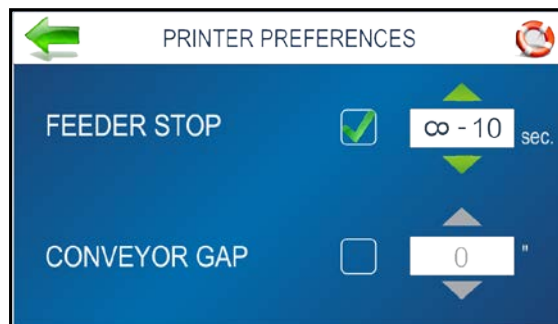 PRINTER PREFERENCES
FEEDER STOP ∞ - 10 sec.
CONVEYOR GAP 0 "